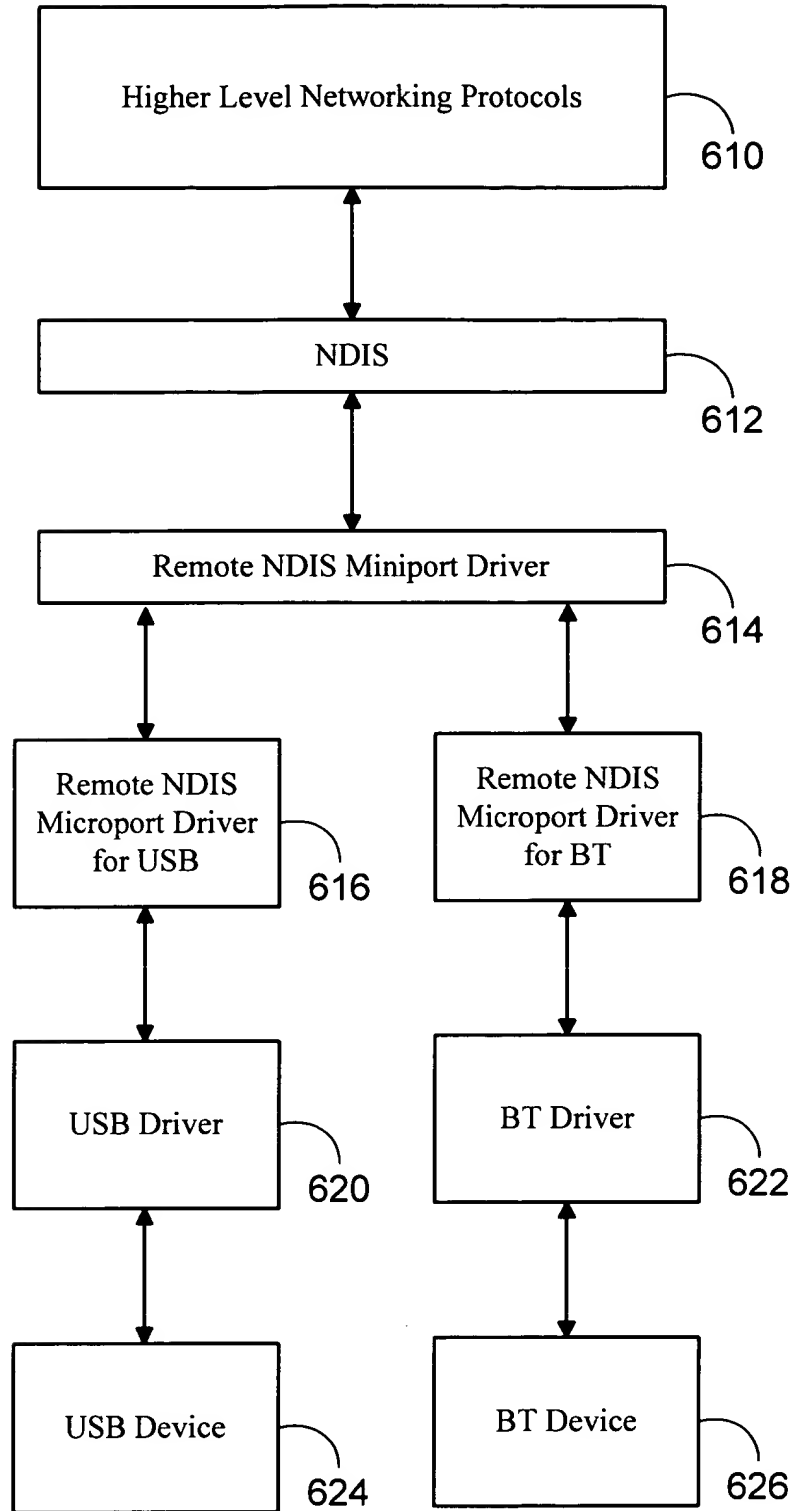 Higher Level Networking Protocols
610
NDIS
612
Remote NDIS Miniport Driver
614
Remote NDIS
Microport Driver
for USB
616
Remote NDIS
Microport Driver
for BT
618
USB Driver
620
BT Driver
622
USB Device
624
BT Device
626